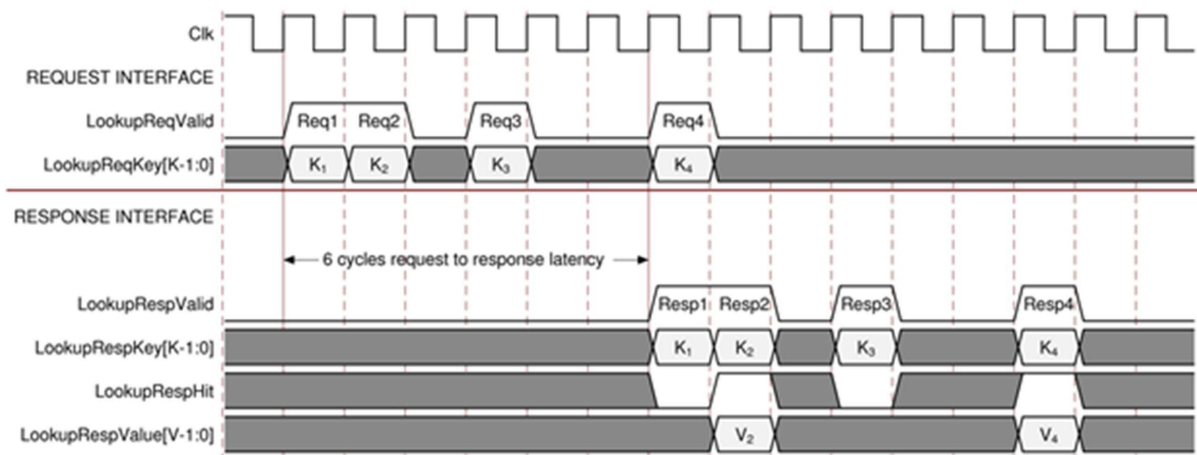 Clk
REQUEST INTERFACE
LookupReqValid Req1 Req2 Req3 Req4
LookupReqKey[K-1:0] K₁ K₂ K₃ K₄
RESPONSE INTERFACE
6 cycles request to response latency
LookupRespValid Resp1 Resp2 Resp3 Resp4
LookupRespKey[K-1:0] K₁ K₂ K₃ K₄
LookupRespHit
LookupRespValue[V-1:0] V₂ V₄